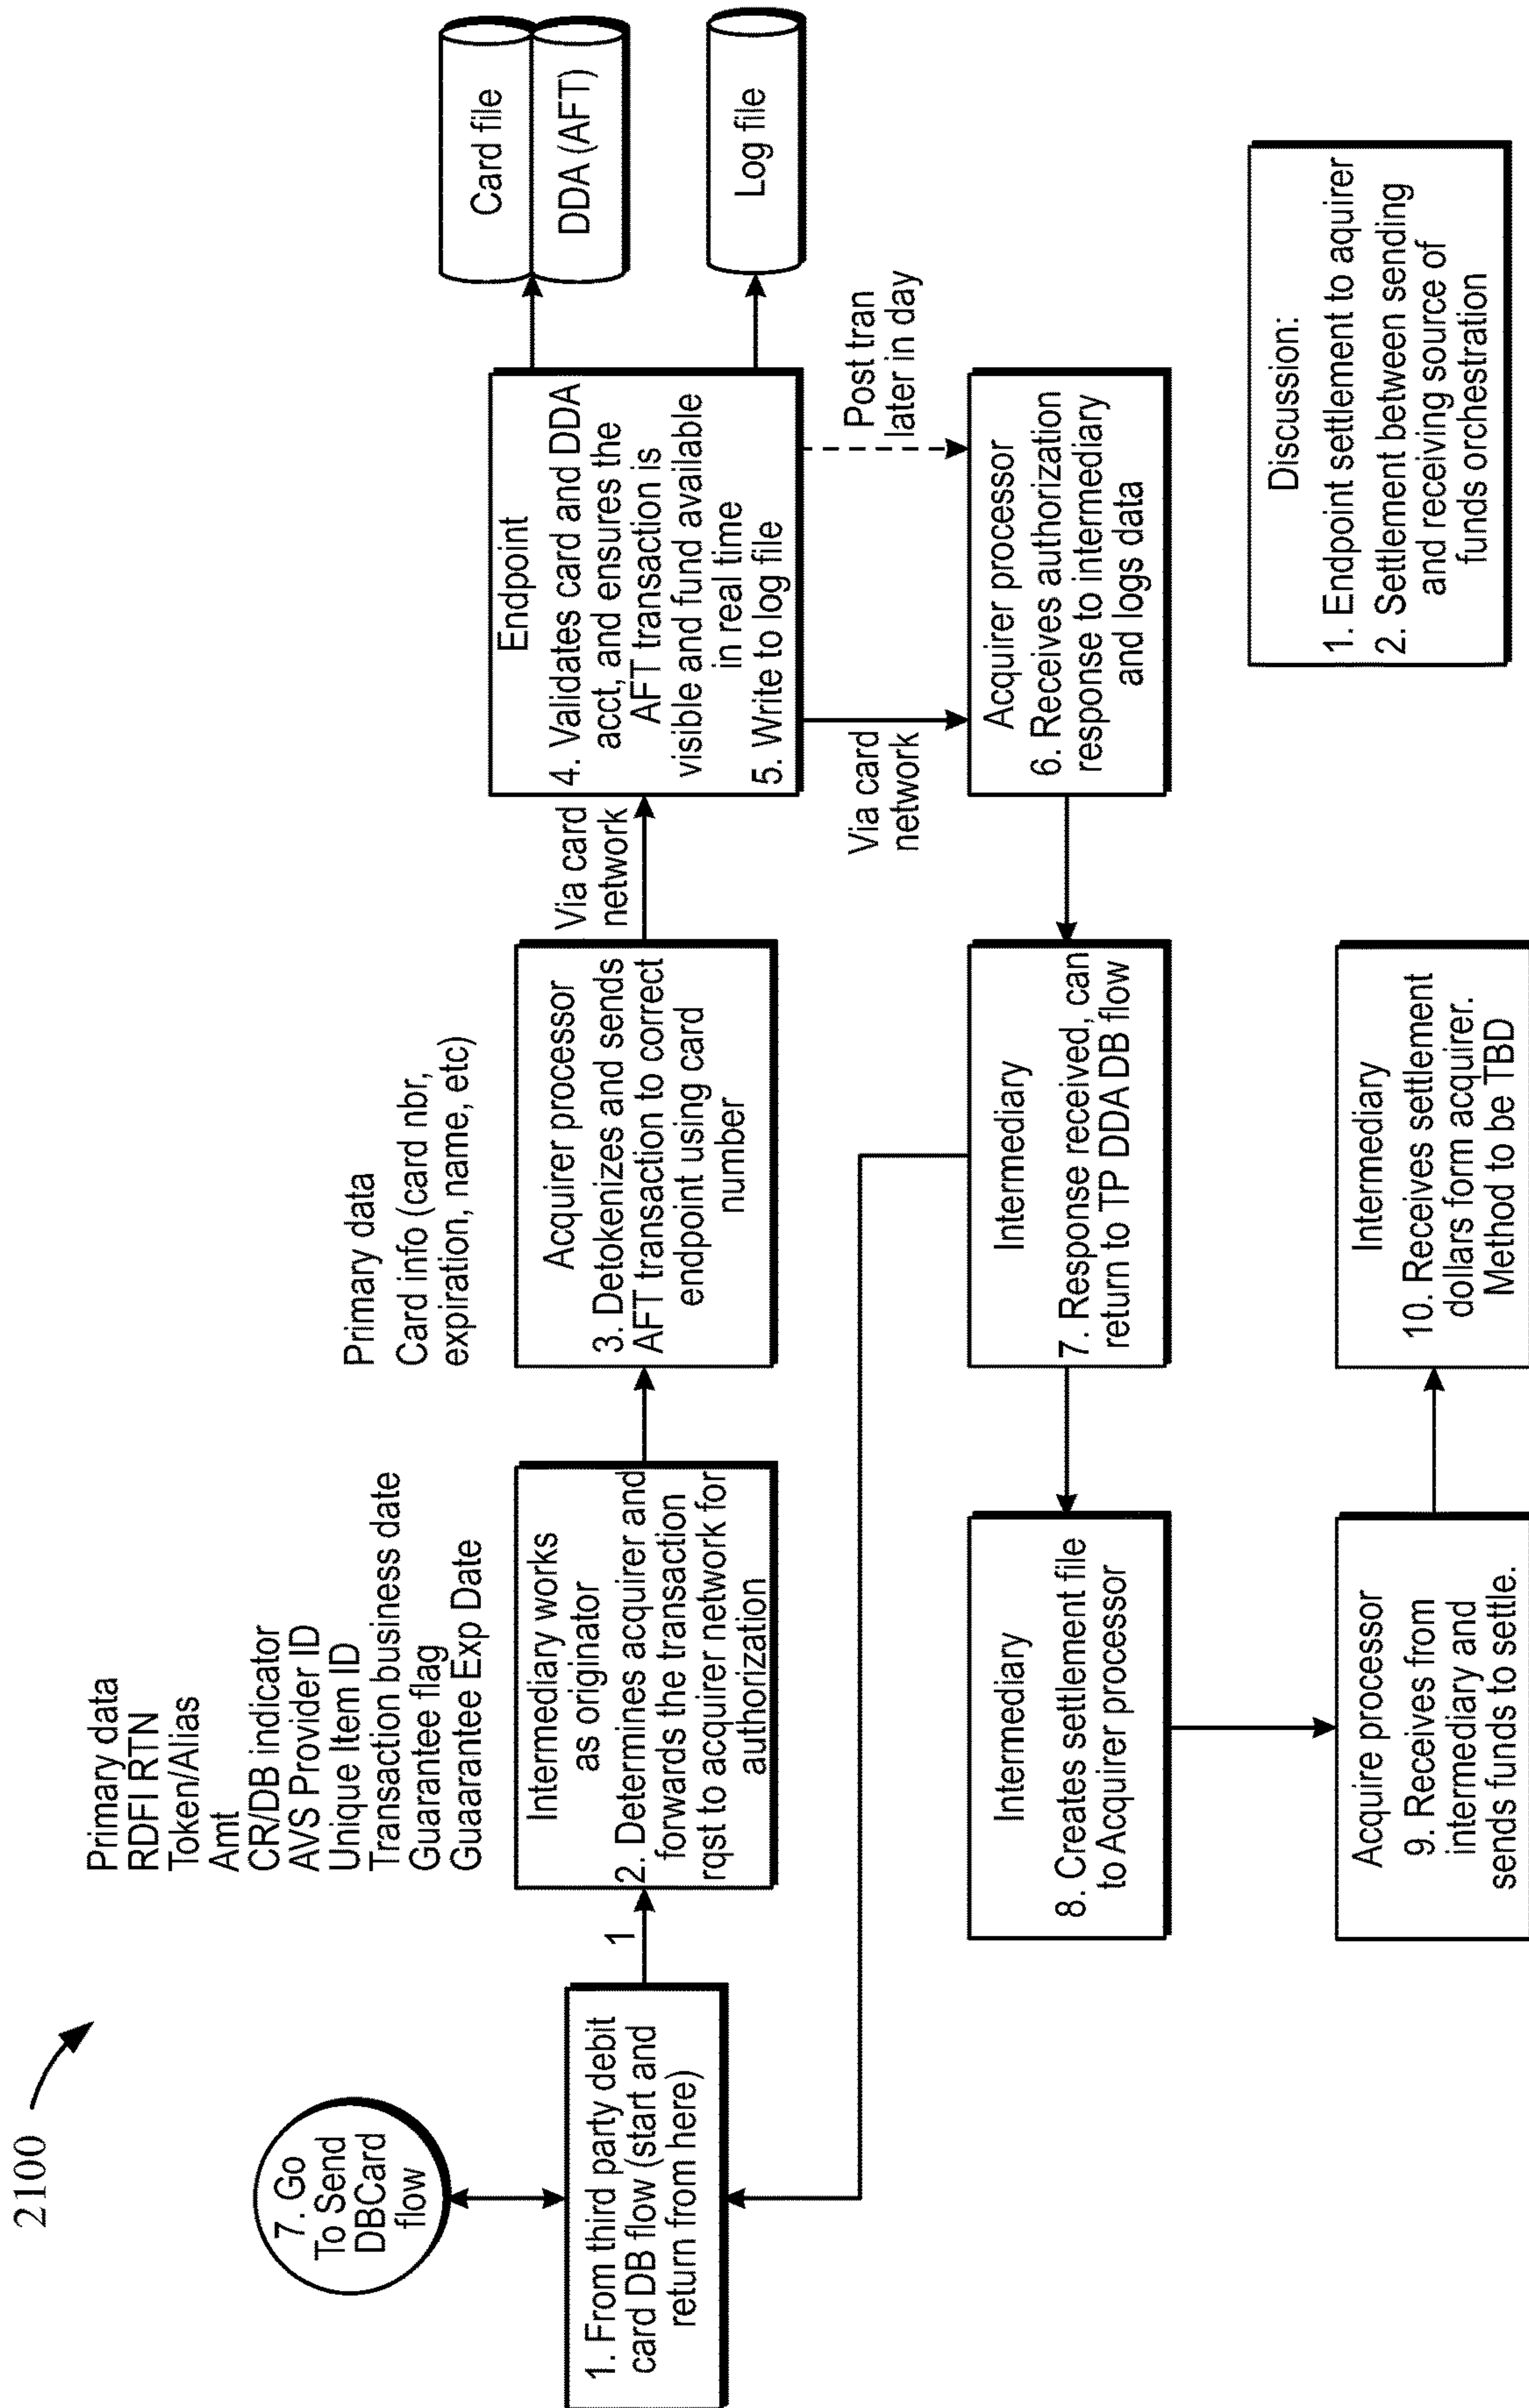 2100
7. Go
To Send
DBCard
flow
1. From third party debit
card DB flow (start and
return from here)
1
Primary data
RDFI RTN
Token/Alias
Amt
CR/DB indicator
AVS Provider ID
Unique Item ID
Transaction business date
Guarantee flag
Guaarantee Exp Date
Intermediary works
as originator
2. Determines acquirer and
forwards the transaction
rqst to acquirer network for
authorization
Primary data
Card info (card nbr,
expiration, name, etc)
Acquirer processor
3. Detokenizes and sends
AFT transaction to correct
endpoint using card
number
Via card
network
Endpoint
4. Validates card and DDA
acct, and ensures the
AFT transaction is
visible and fund available
in real time
5. Write to log file
Card file
DDA (AFT)
Log file
Via card
network
Post tran
later in day
Acquirer processor
6. Receives authorization
response to intermediary
and logs data
Intermediary
7. Response received, can
return to TP DDA DB flow
Intermediary
8. Creates settlement file
to Acquirer processor
Acquire processor
9. Receives from
intermediary and
sends funds to settle.
Intermediary
10. Receives settlement
dollars form acquirer.
Method to be TBD
Discussion:
1. Endpoint settlement to aquirer
2. Settlement between sending
and receiving source of
funds orchestration